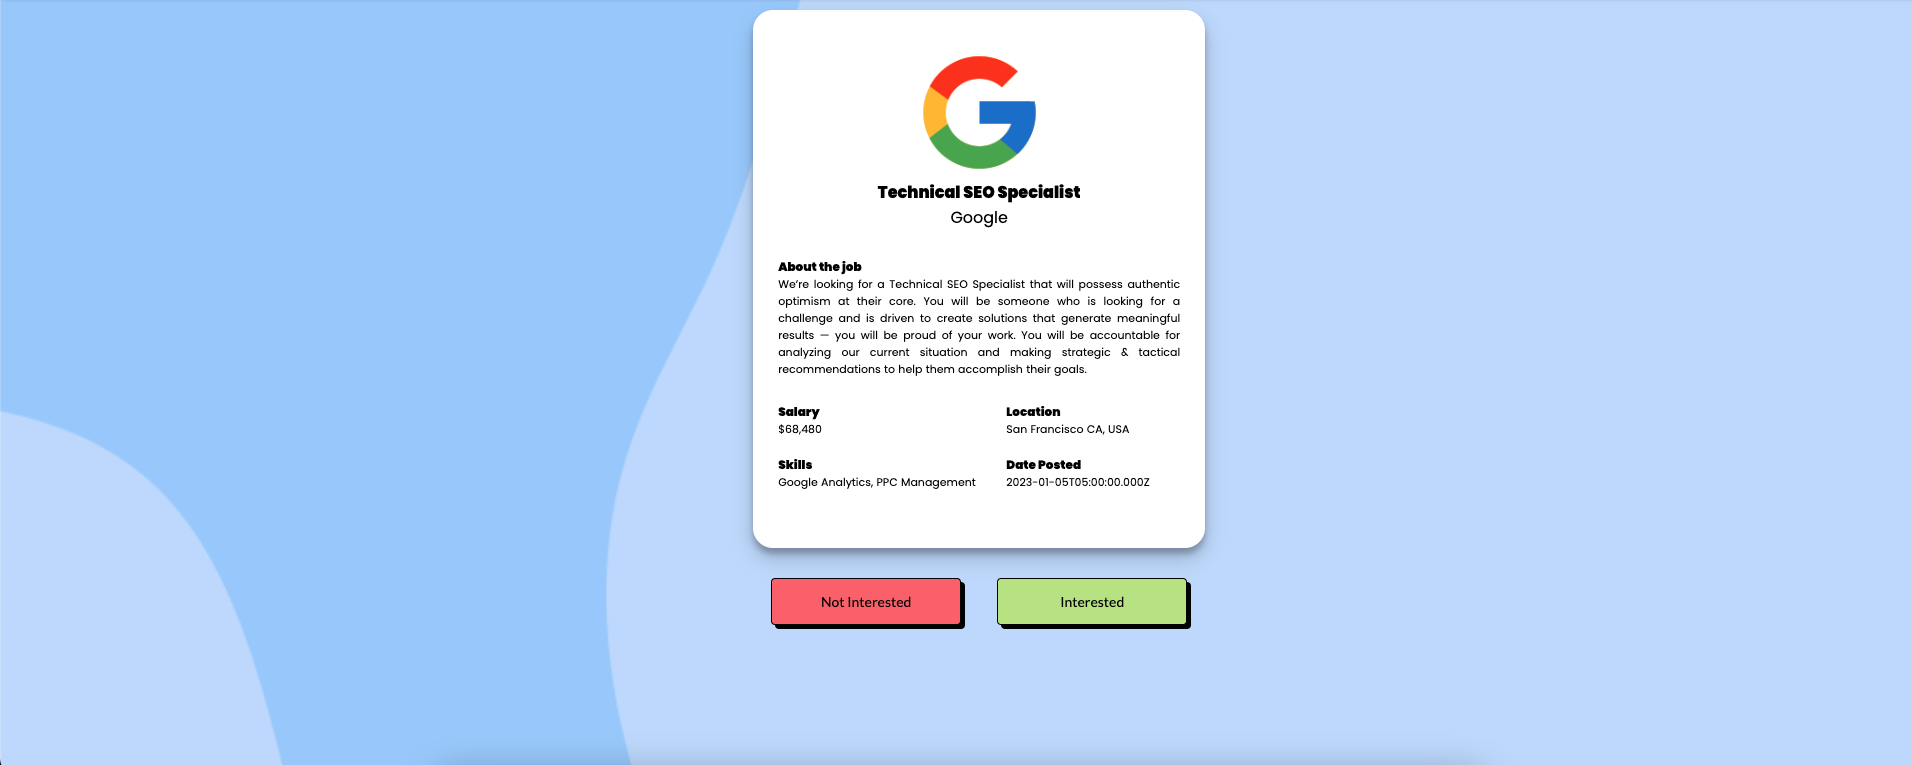 Technical SEO Specialist
Google
About the job
We're looking for a Technical SEO Specialist that will possess authentic
optimism at their core. You will be someone who is looking for a
challenge and is driven to create solutions that generate meaningful
results — you will be proud of your work. You will be accountable for
analyzing our current situation and making strategic & tactical
recommendations to help them accomplish their goals.
Salary
$68,480
Location
San Francisco CA, USA
Skills
Google Analytics, PPC Management
Date Posted
2023-01-05T05:00:00.000Z
Not Interested
Interested